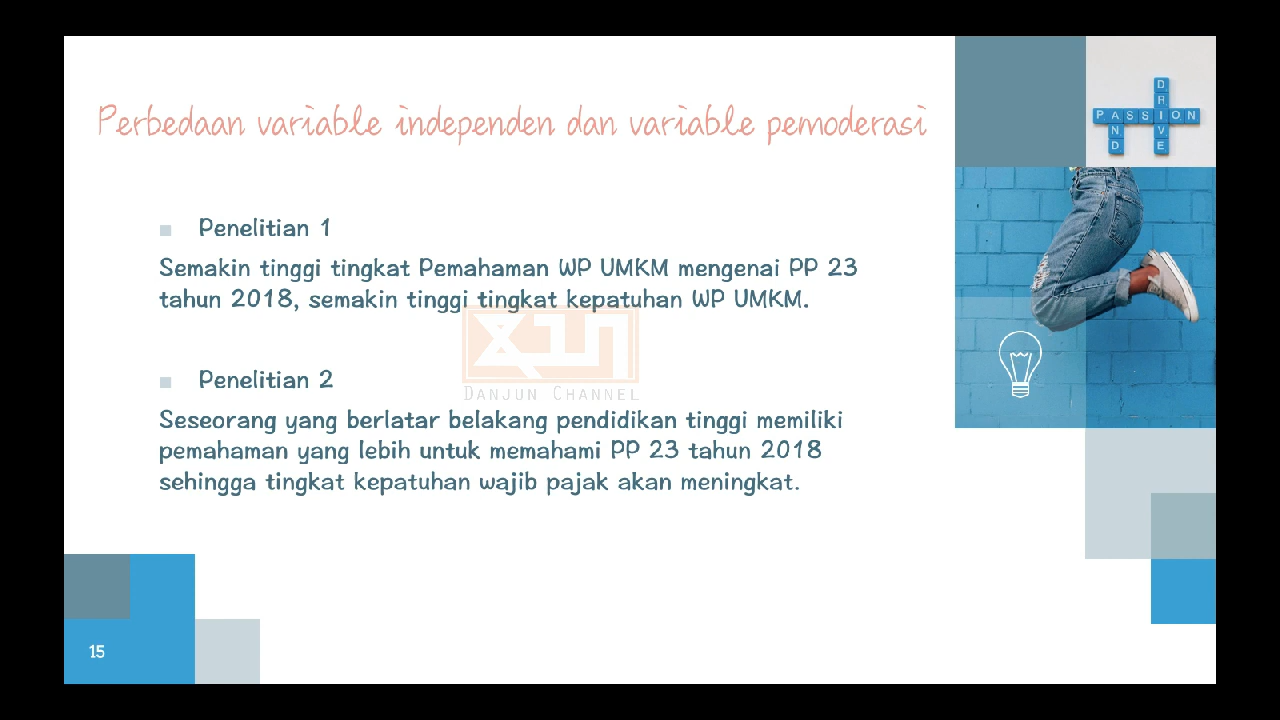 Perbedaan variable independen dan variable pemoderasi
DRIVE
PASSION
AND
Penelitian 1
Semakin tinggi tingkat Pemahaman WP UMKM mengenai PP 23
tahun 2018, semakin tinggi tingkat kepatuhan WP UMKM.
DANJUN CHANNEL
Penelitian 2
Seseorang yang berlatar belakang pendidikan tinggi memiliki
pemahaman yang lebih untuk memahami PP 23 tahun 2018
sehingga tingkat kepatuhan wajib pajak akan meningkat.
15